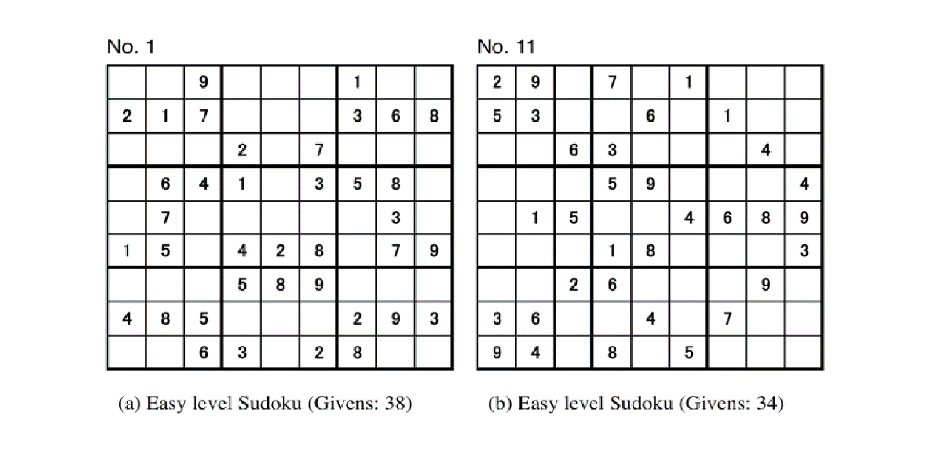 No. 1
9 1
2 1 7 3 6 8
2 7
6 4 1 3 5 8
7 3
1 5 4 2 8 7 9
5 8 9
4 8 5 2 9 3
6 3 2 8
(a) Easy level Sudoku (Givens: 38)
No. 11
2 9 7 1
5 3 6 1
6 3 4
5 9 4
1 5 4 6 8 9
1 8 3
2 6 9
3 6 4 7
9 4 8 5
(b) Easy level Sudoku (Givens: 34)